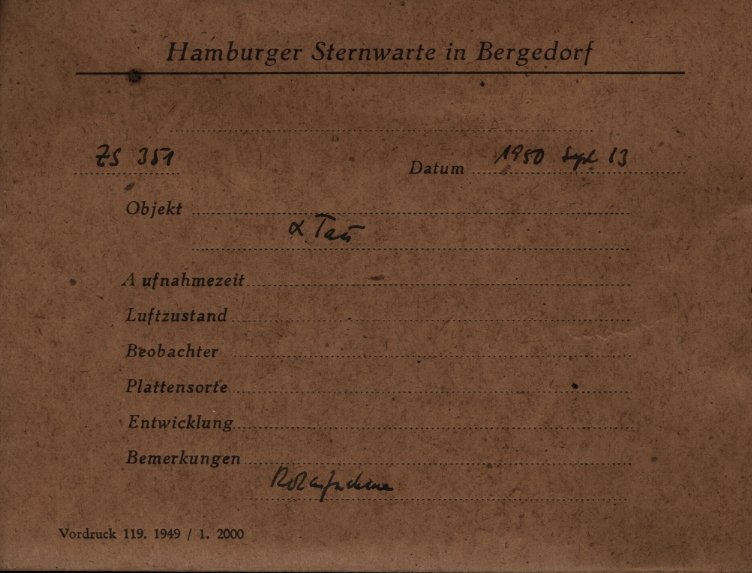 Hamburger Sternwarte in Bergedorf
ZS 351 Datum 1950 Sept 13
Objekt
α Tau
Aufnahmezeit
Luftzustand
Beobachter
Plattensorte
Entwicklung
Bemerkungen
Rotaufnahme
Vordruck 119. 1949 / 1. 2000